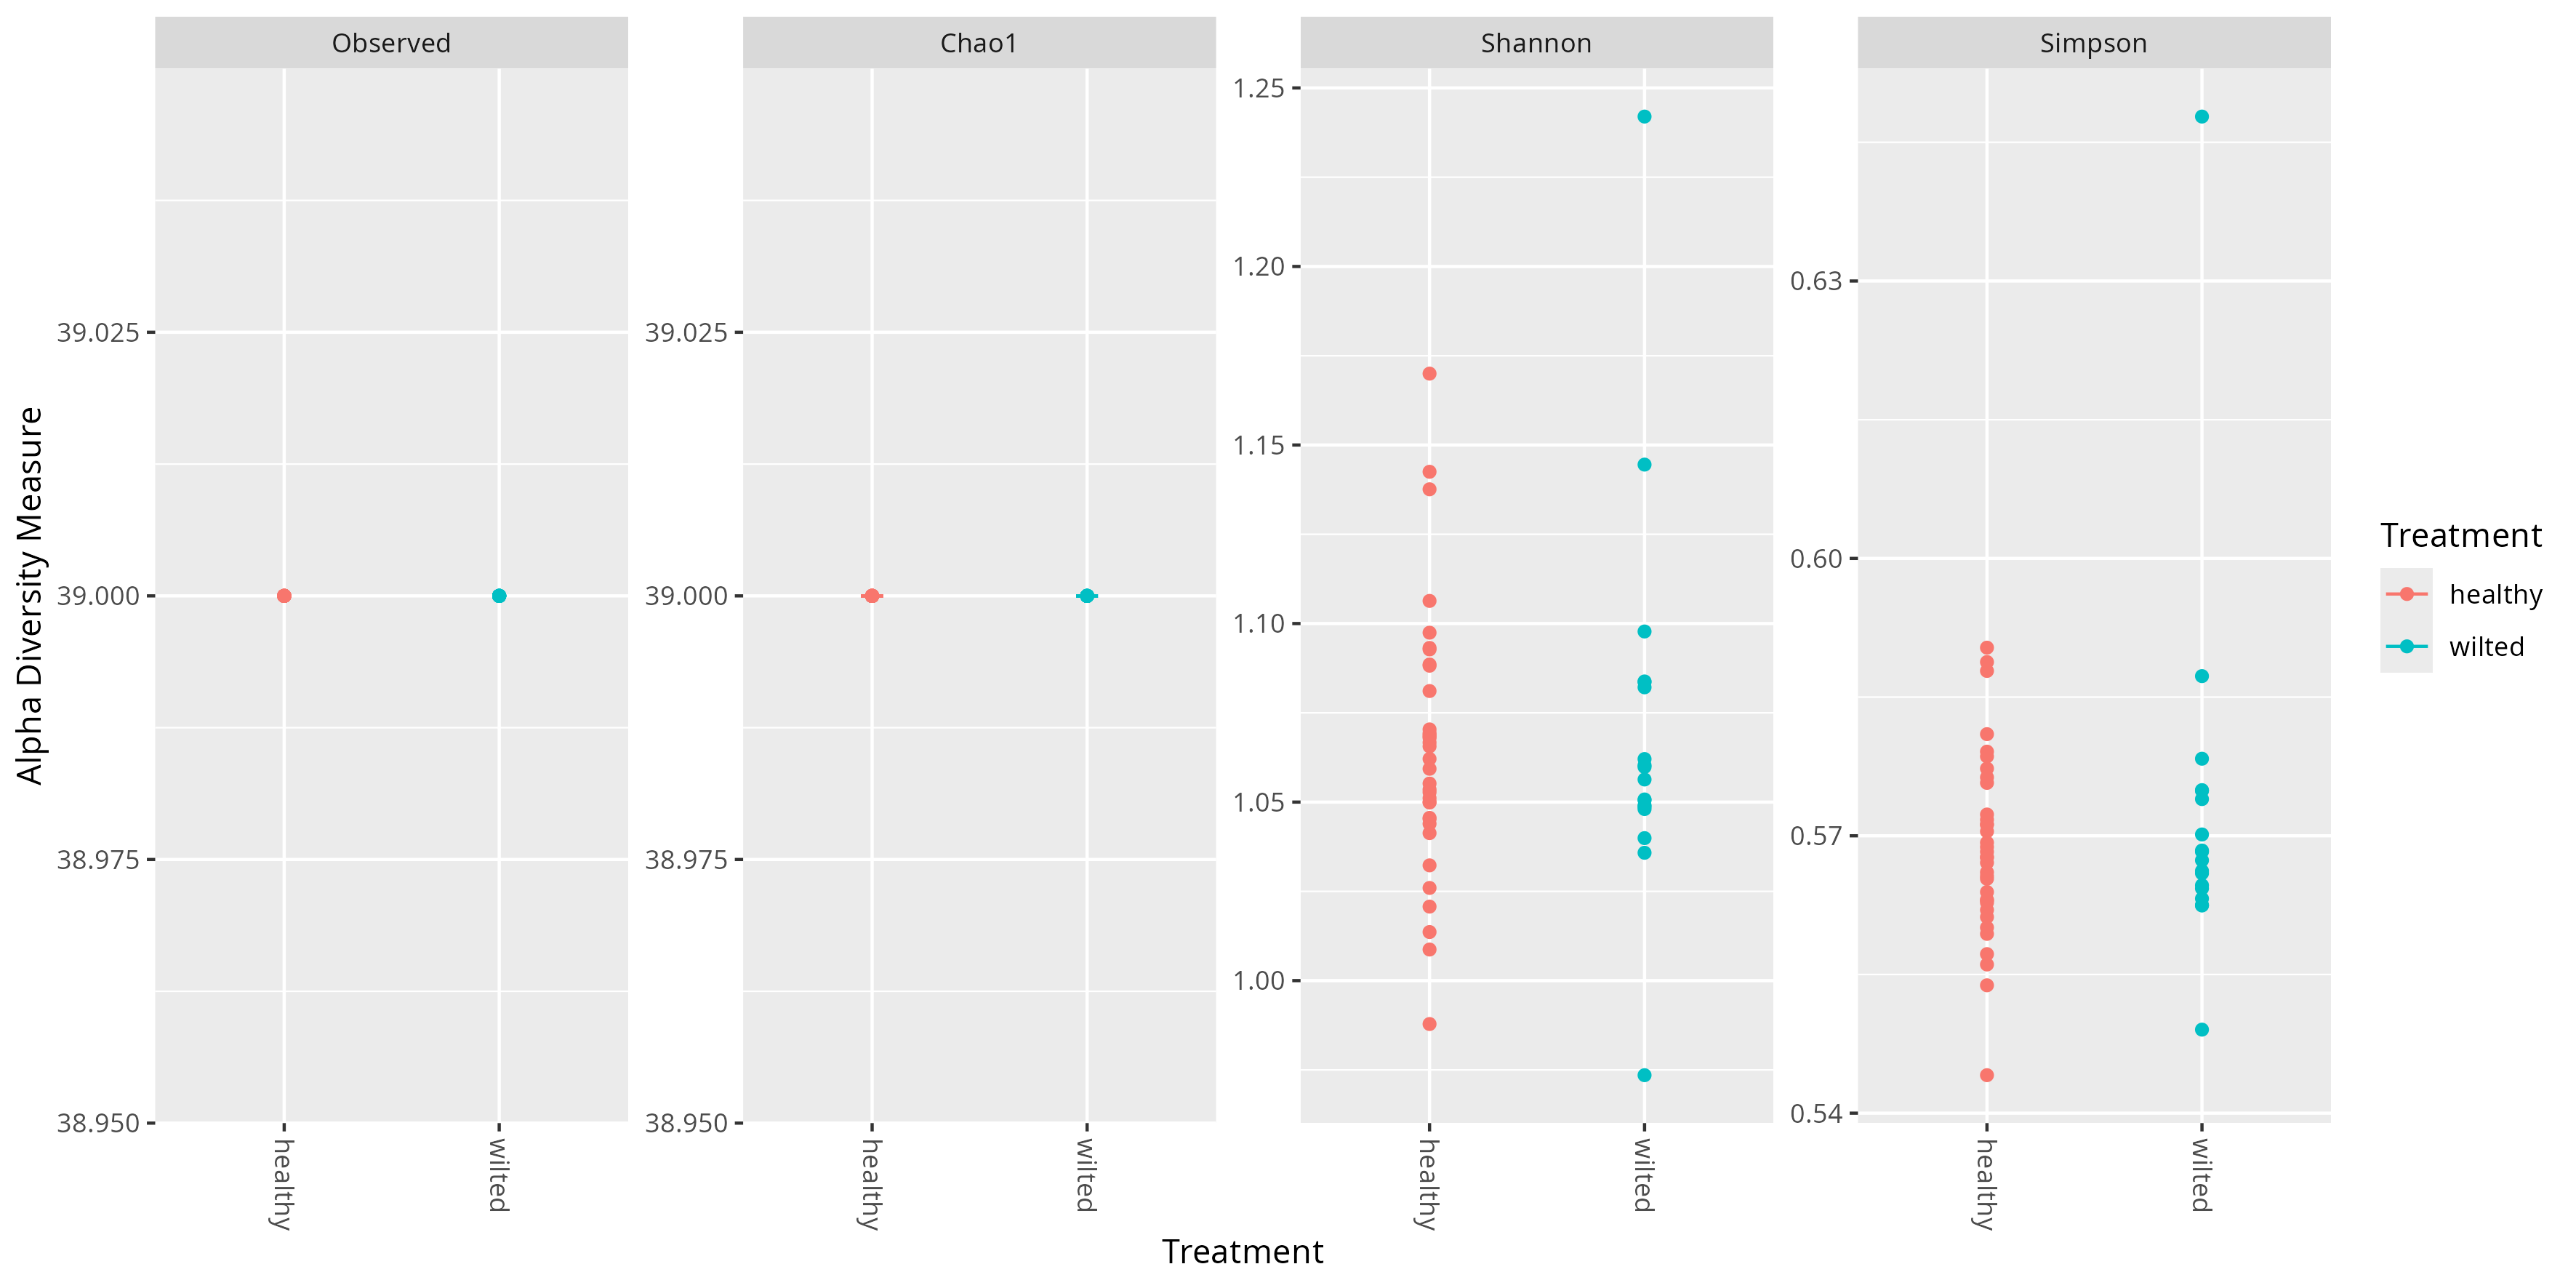 Observed
Chao1
Shannon
Simpson
Alpha Diversity Measure
39.025
39.000
38.975
38.950
39.025
39.000
38.975
38.950
1.25
1.20
1.15
1.10
1.05
1.00
0.63
0.60
0.57
0.54
healthy
wilted
healthy
wilted
healthy
wilted
healthy
wilted
Treatment
Treatment
healthy
wilted